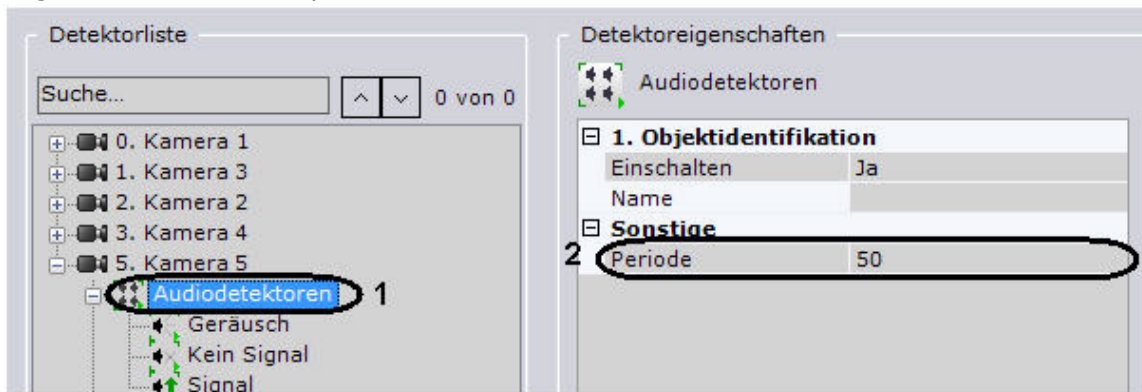 Detektorliste
Suche...
0 von 0
0. Kamera 1
1. Kamera 3
2. Kamera 2
3. Kamera 4
5. Kamera 5
Audiodetektoren 1
Geräusch
Kein Signal
Signal
Detektoreigenschaften
Audiodetektoren
1. Objektidentifikation
Einschalten Ja
Name
Sonstige
2 Periode 50